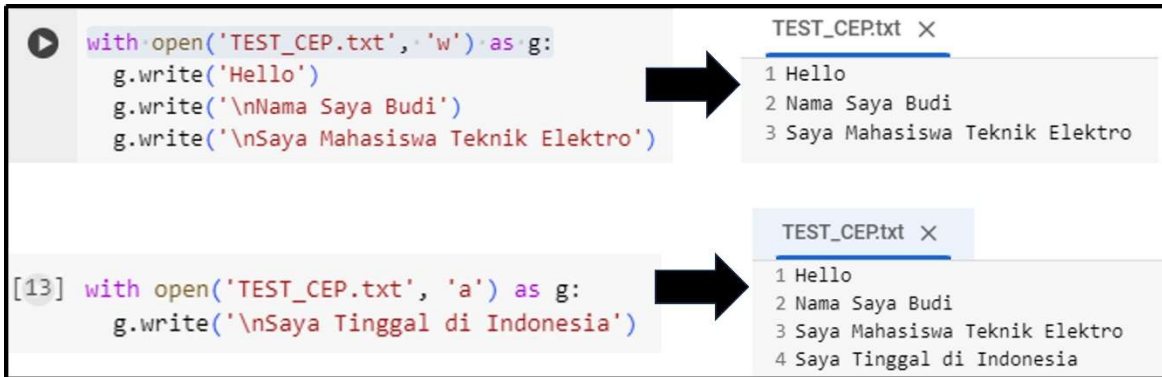 with open('TEST_CEP.txt', 'w') as g:
g.write('Hello')
g.write('\nNama Saya Budi')
g.write('\nSaya Mahasiswa Teknik Elektro')
TEST_CEP.txt ×
1 Hello
2 Nama Saya Budi
3 Saya Mahasiswa Teknik Elektro
[13] with open('TEST_CEP.txt', 'a') as g:
g.write('\nSaya Tinggal di Indonesia')
TEST_CEP.txt ×
1 Hello
2 Nama Saya Budi
3 Saya Mahasiswa Teknik Elektro
4 Saya Tinggal di Indonesia